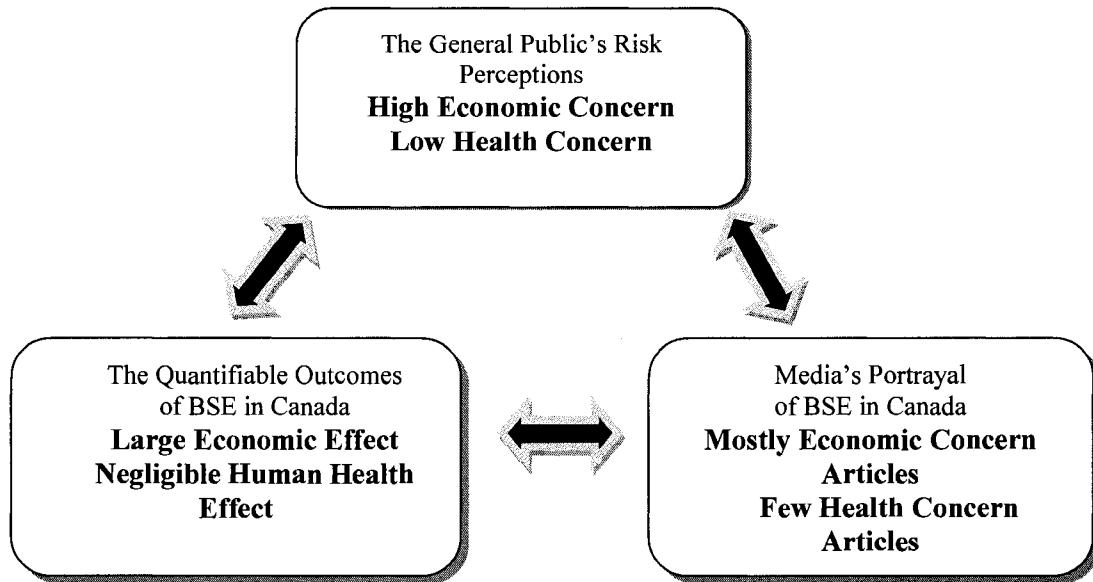 The General Public's Risk
Perceptions
High Economic Concern
Low Health Concern
The Quantifiable Outcomes
of BSE in Canada
Large Economic Effect
Negligible Human Health
Effect
Media's Portrayal
of BSE in Canada
Mostly Economic Concern
Articles
Few Health Concern
Articles